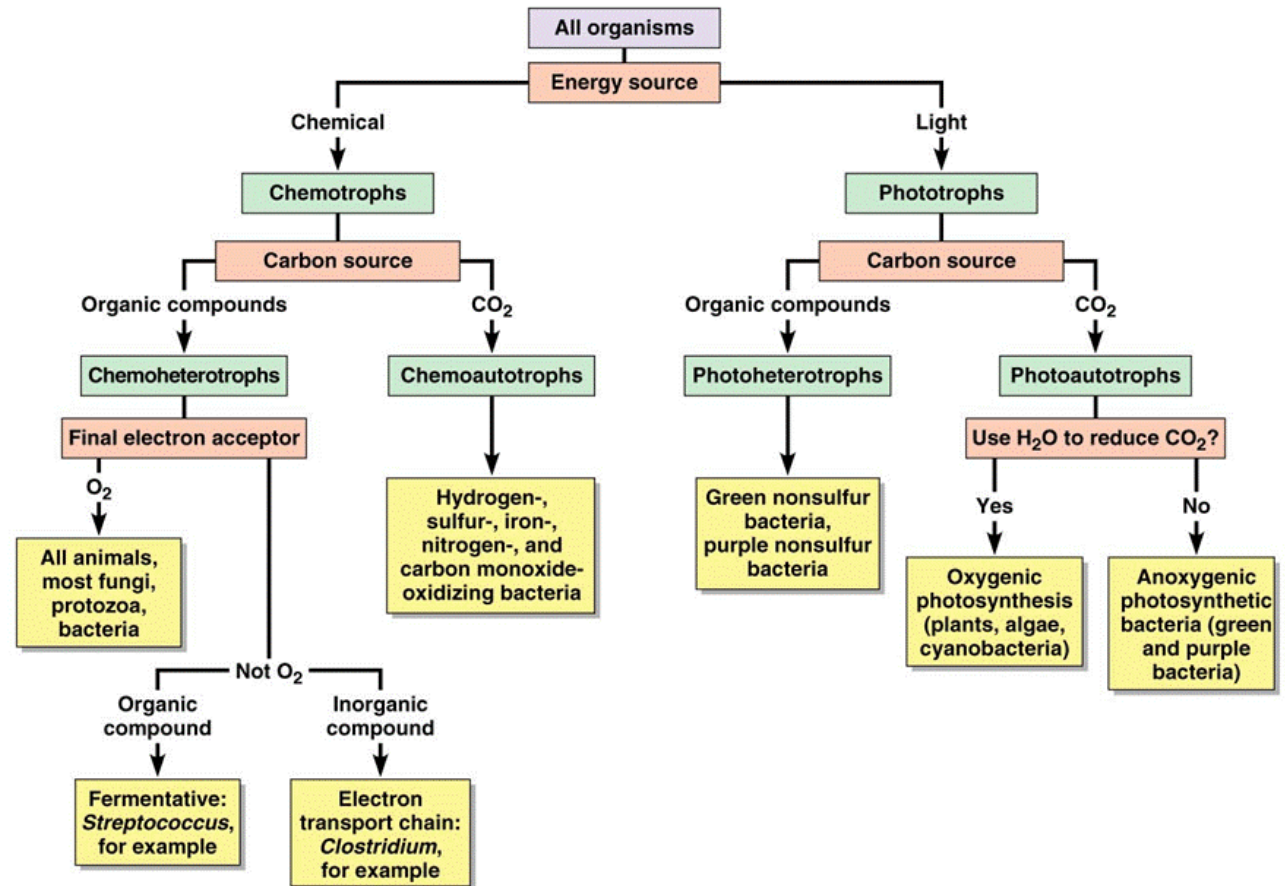 All organisms
Energy source
Chemical
Light
Chemotrophs
Phototrophs
Carbon source
Carbon source
Organic compounds
CO₂
Organic compounds
CO₂
Chemoheterotrophs
Chemoautotrophs
Photoheterotrophs
Photoautotrophs
Final electron acceptor
Use H₂O to reduce CO₂?
O₂
Yes
No
All animals,
most fungi,
protozoa,
bacteria
Hydrogen-,
sulfur-, iron-,
nitrogen-, and
carbon monoxide-
oxidizing bacteria
Green nonsulfur
bacteria,
purple nonsulfur
bacteria
Oxygenic
photosynthesis
(plants, algae,
cyanobacteria)
Anoxygenic
photosynthetic
bacteria (green
and purple
bacteria)
Not O₂
Organic
compound
Inorganic
compound
Fermentative:
Streptococcus,
for example
Electron
transport chain:
Clostridium,
for example